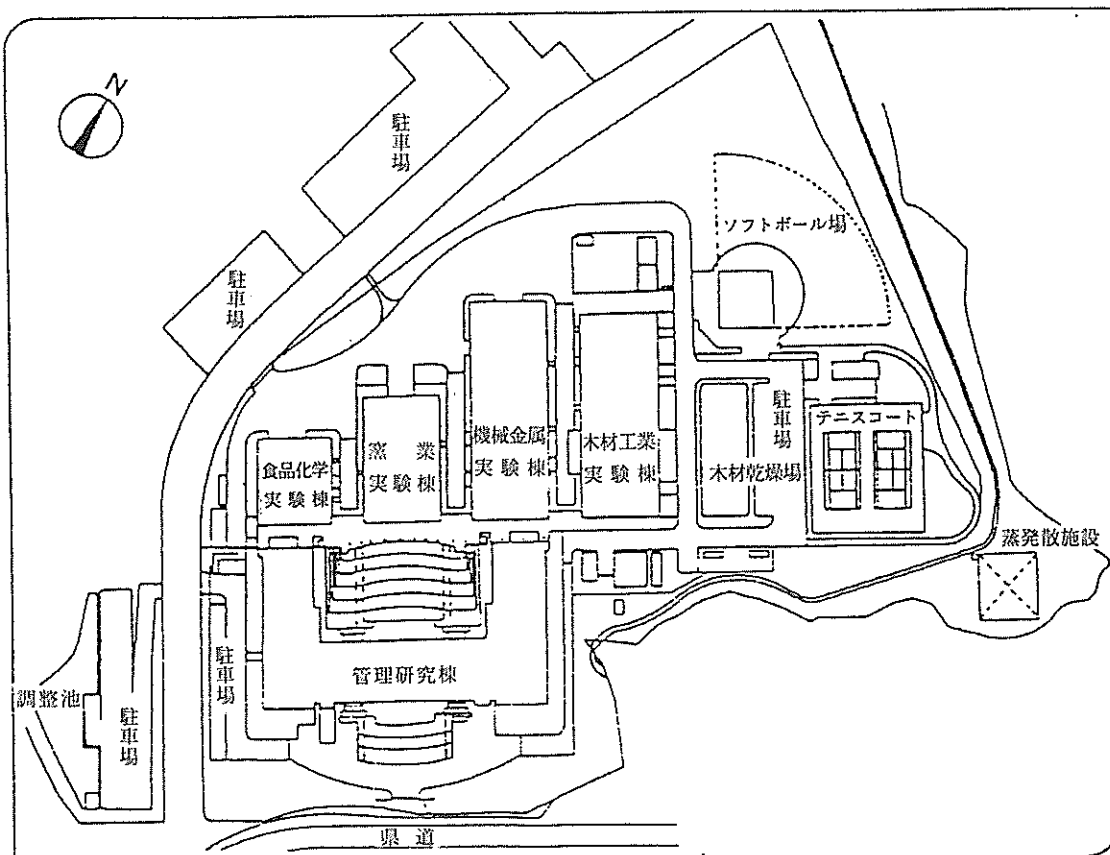 N
駐車場
ソフトボール場
駐車場
駐車場
テニスコート
機械金属
実験棟
木材工業
実験棟
窯業
実験棟
食品化学
実験棟
木材乾燥場
蒸発散施設
管理研究棟
駐車場
調整池
駐車場
県道